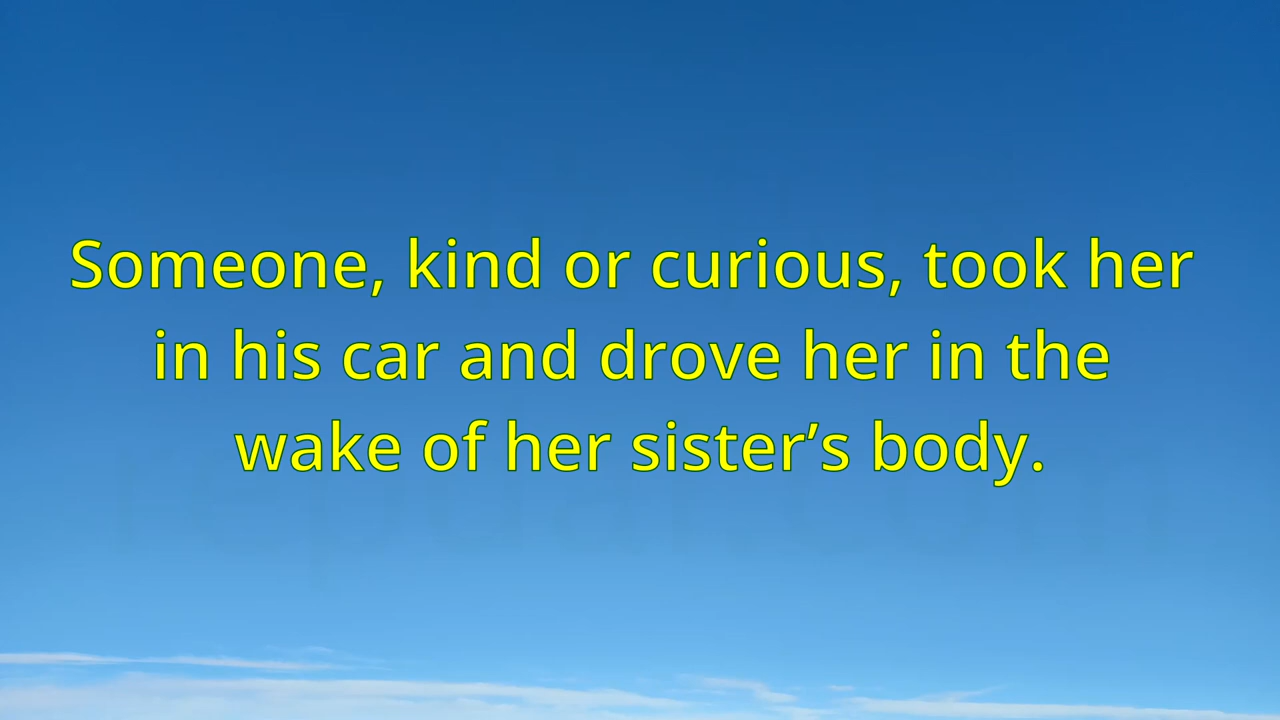 Someone, kind or curious, took her
in his car and drove her in the
wake of her sister’s body.